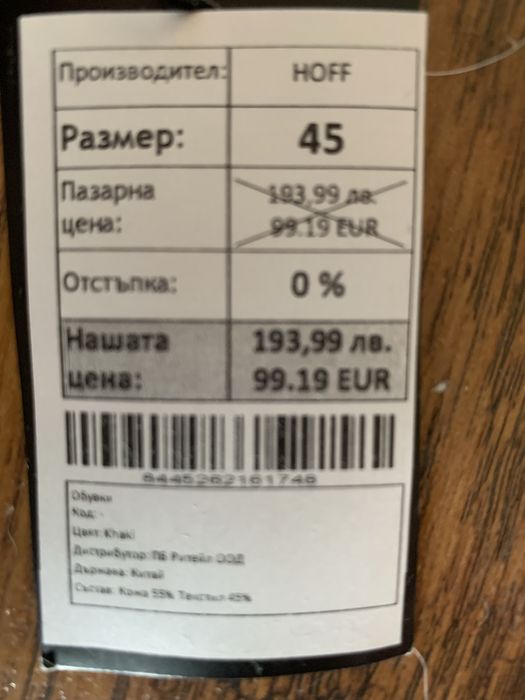 Производител: HOFF
Размер: 45
Пазарна цена: 193,99 лв. 99.19 EUR
Отстъпка: 0 %
Нашата цена: 193,99 лв. 99.19 EUR
8445262161746
Обувки
Код: -
Цвят: Khaki
Дистрибутор: ПБ Ритейл ООД
Държава: Китай
Състав: Кожа 55% Текстил 45%